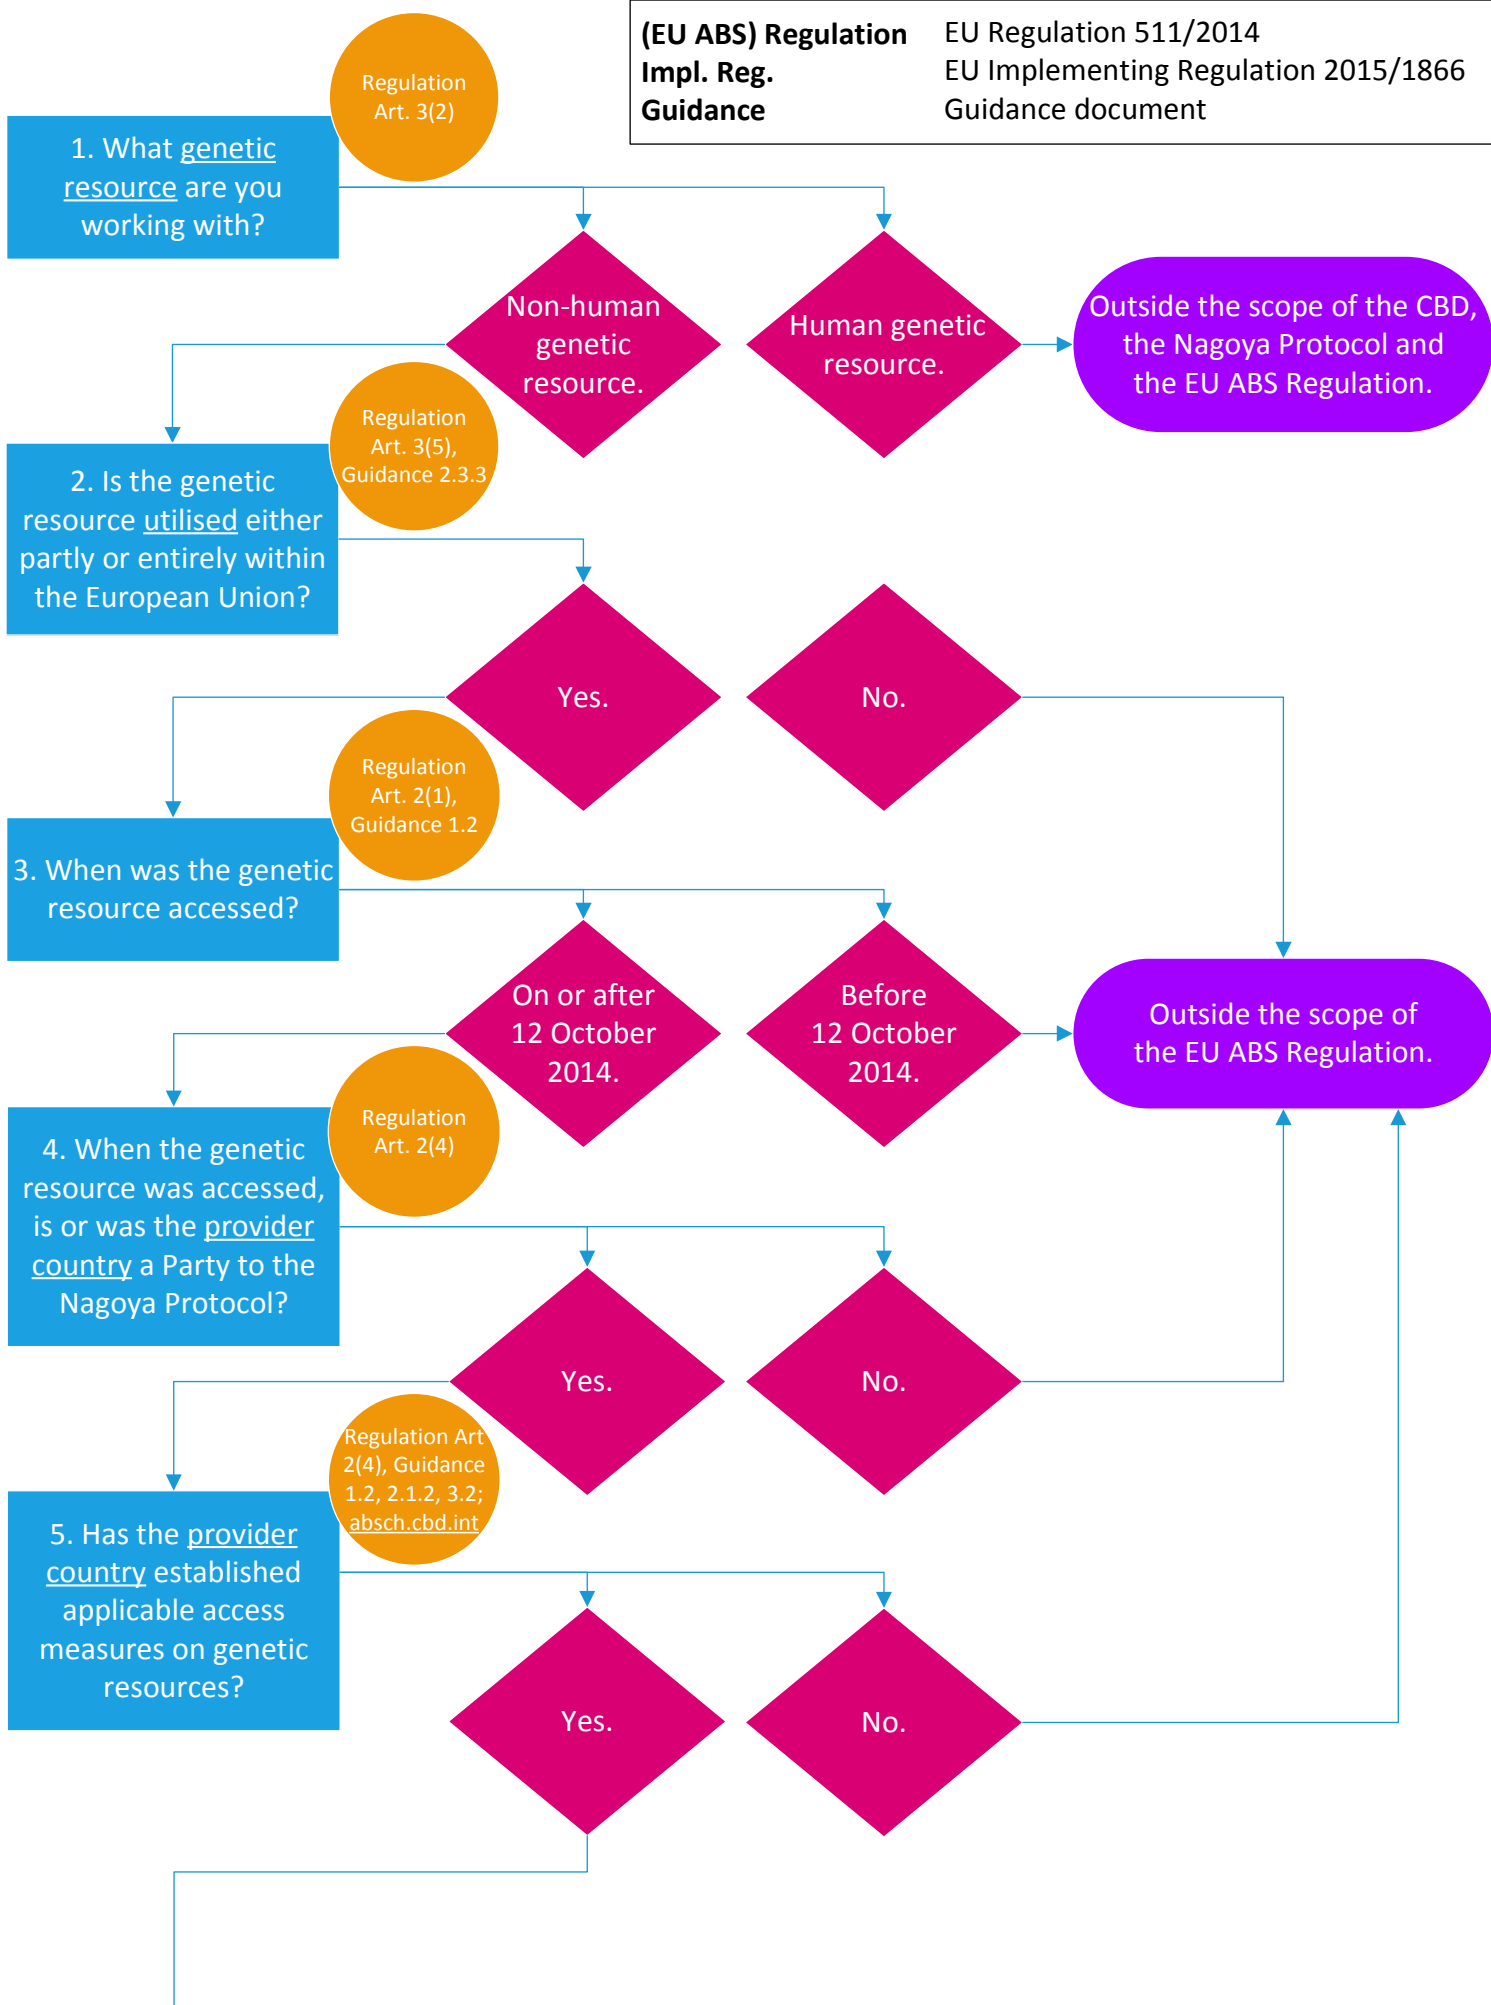 (EU ABS) Regulation EU Regulation 511/2014
Impl. Reg. EU Implementing Regulation 2015/1866
Guidance Guidance document
Regulation
Art. 3(2)
1. What genetic
resource are you
working with?
Non-human
genetic
resource.
Human genetic
resource.
Outside the scope of the CBD,
the Nagoya Protocol and
the EU ABS Regulation.
Regulation
Art. 3(5),
Guidance 2.3.3
2. Is the genetic
resource utilised either
partly or entirely within
the European Union?
Yes.
No.
Regulation
Art. 2(1),
Guidance 1.2
3. When was the genetic
resource accessed?
On or after
12 October
2014.
Before
12 October
2014.
Outside the scope of
the EU ABS Regulation.
Regulation
Art. 2(4)
4. When the genetic
resource was accessed,
is or was the provider
country a Party to the
Nagoya Protocol?
Yes.
No.
Regulation Art
2(4), Guidance
1.2, 2.1.2, 3.2;
absch.cbd.int
5. Has the provider
country established
applicable access
measures on genetic
resources?
Yes.
No.